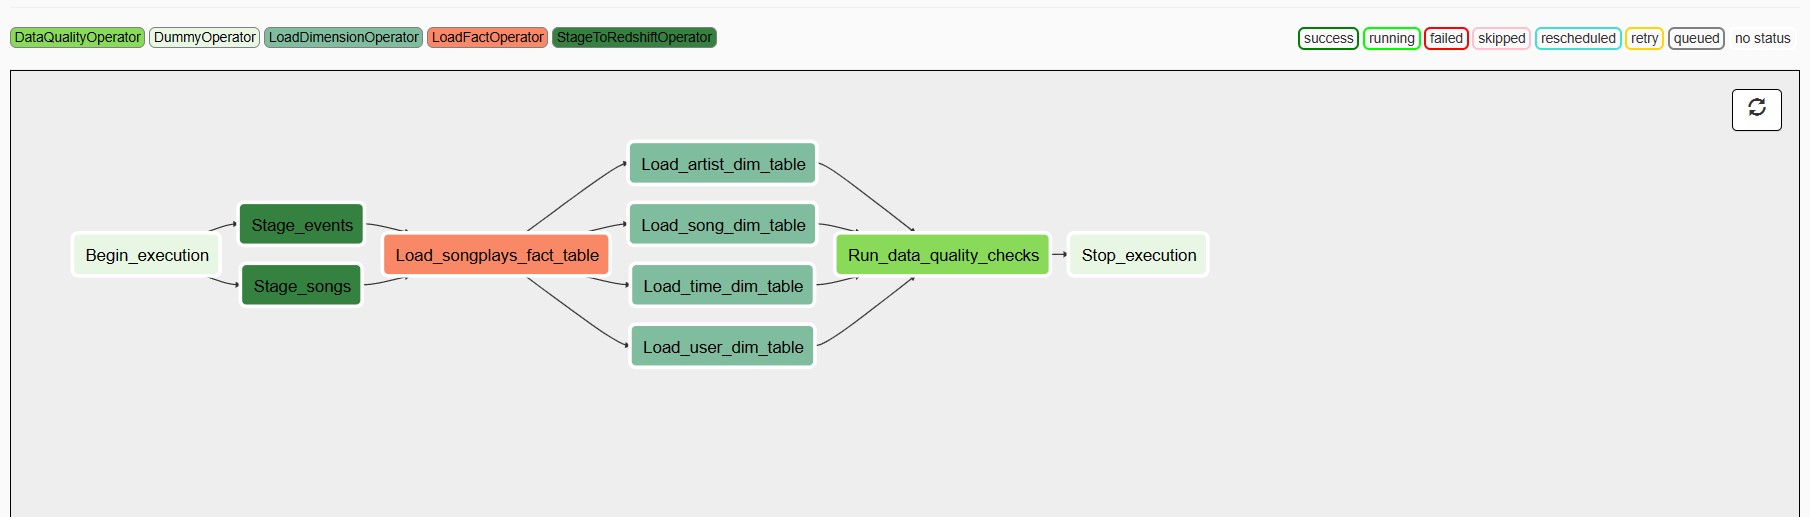 DataQualityOperator DummyOperator LoadDimensionOperator LoadFactOperator StageToRedshiftOperator success running failed skipped rescheduled retry queued no status
Load_artist_dim_table
Stage_events Load_song_dim_table
Begin_execution Load_songplays_fact_table Run_data_quality_checks Stop_execution
Stage_songs Load_time_dim_table
Load_user_dim_table